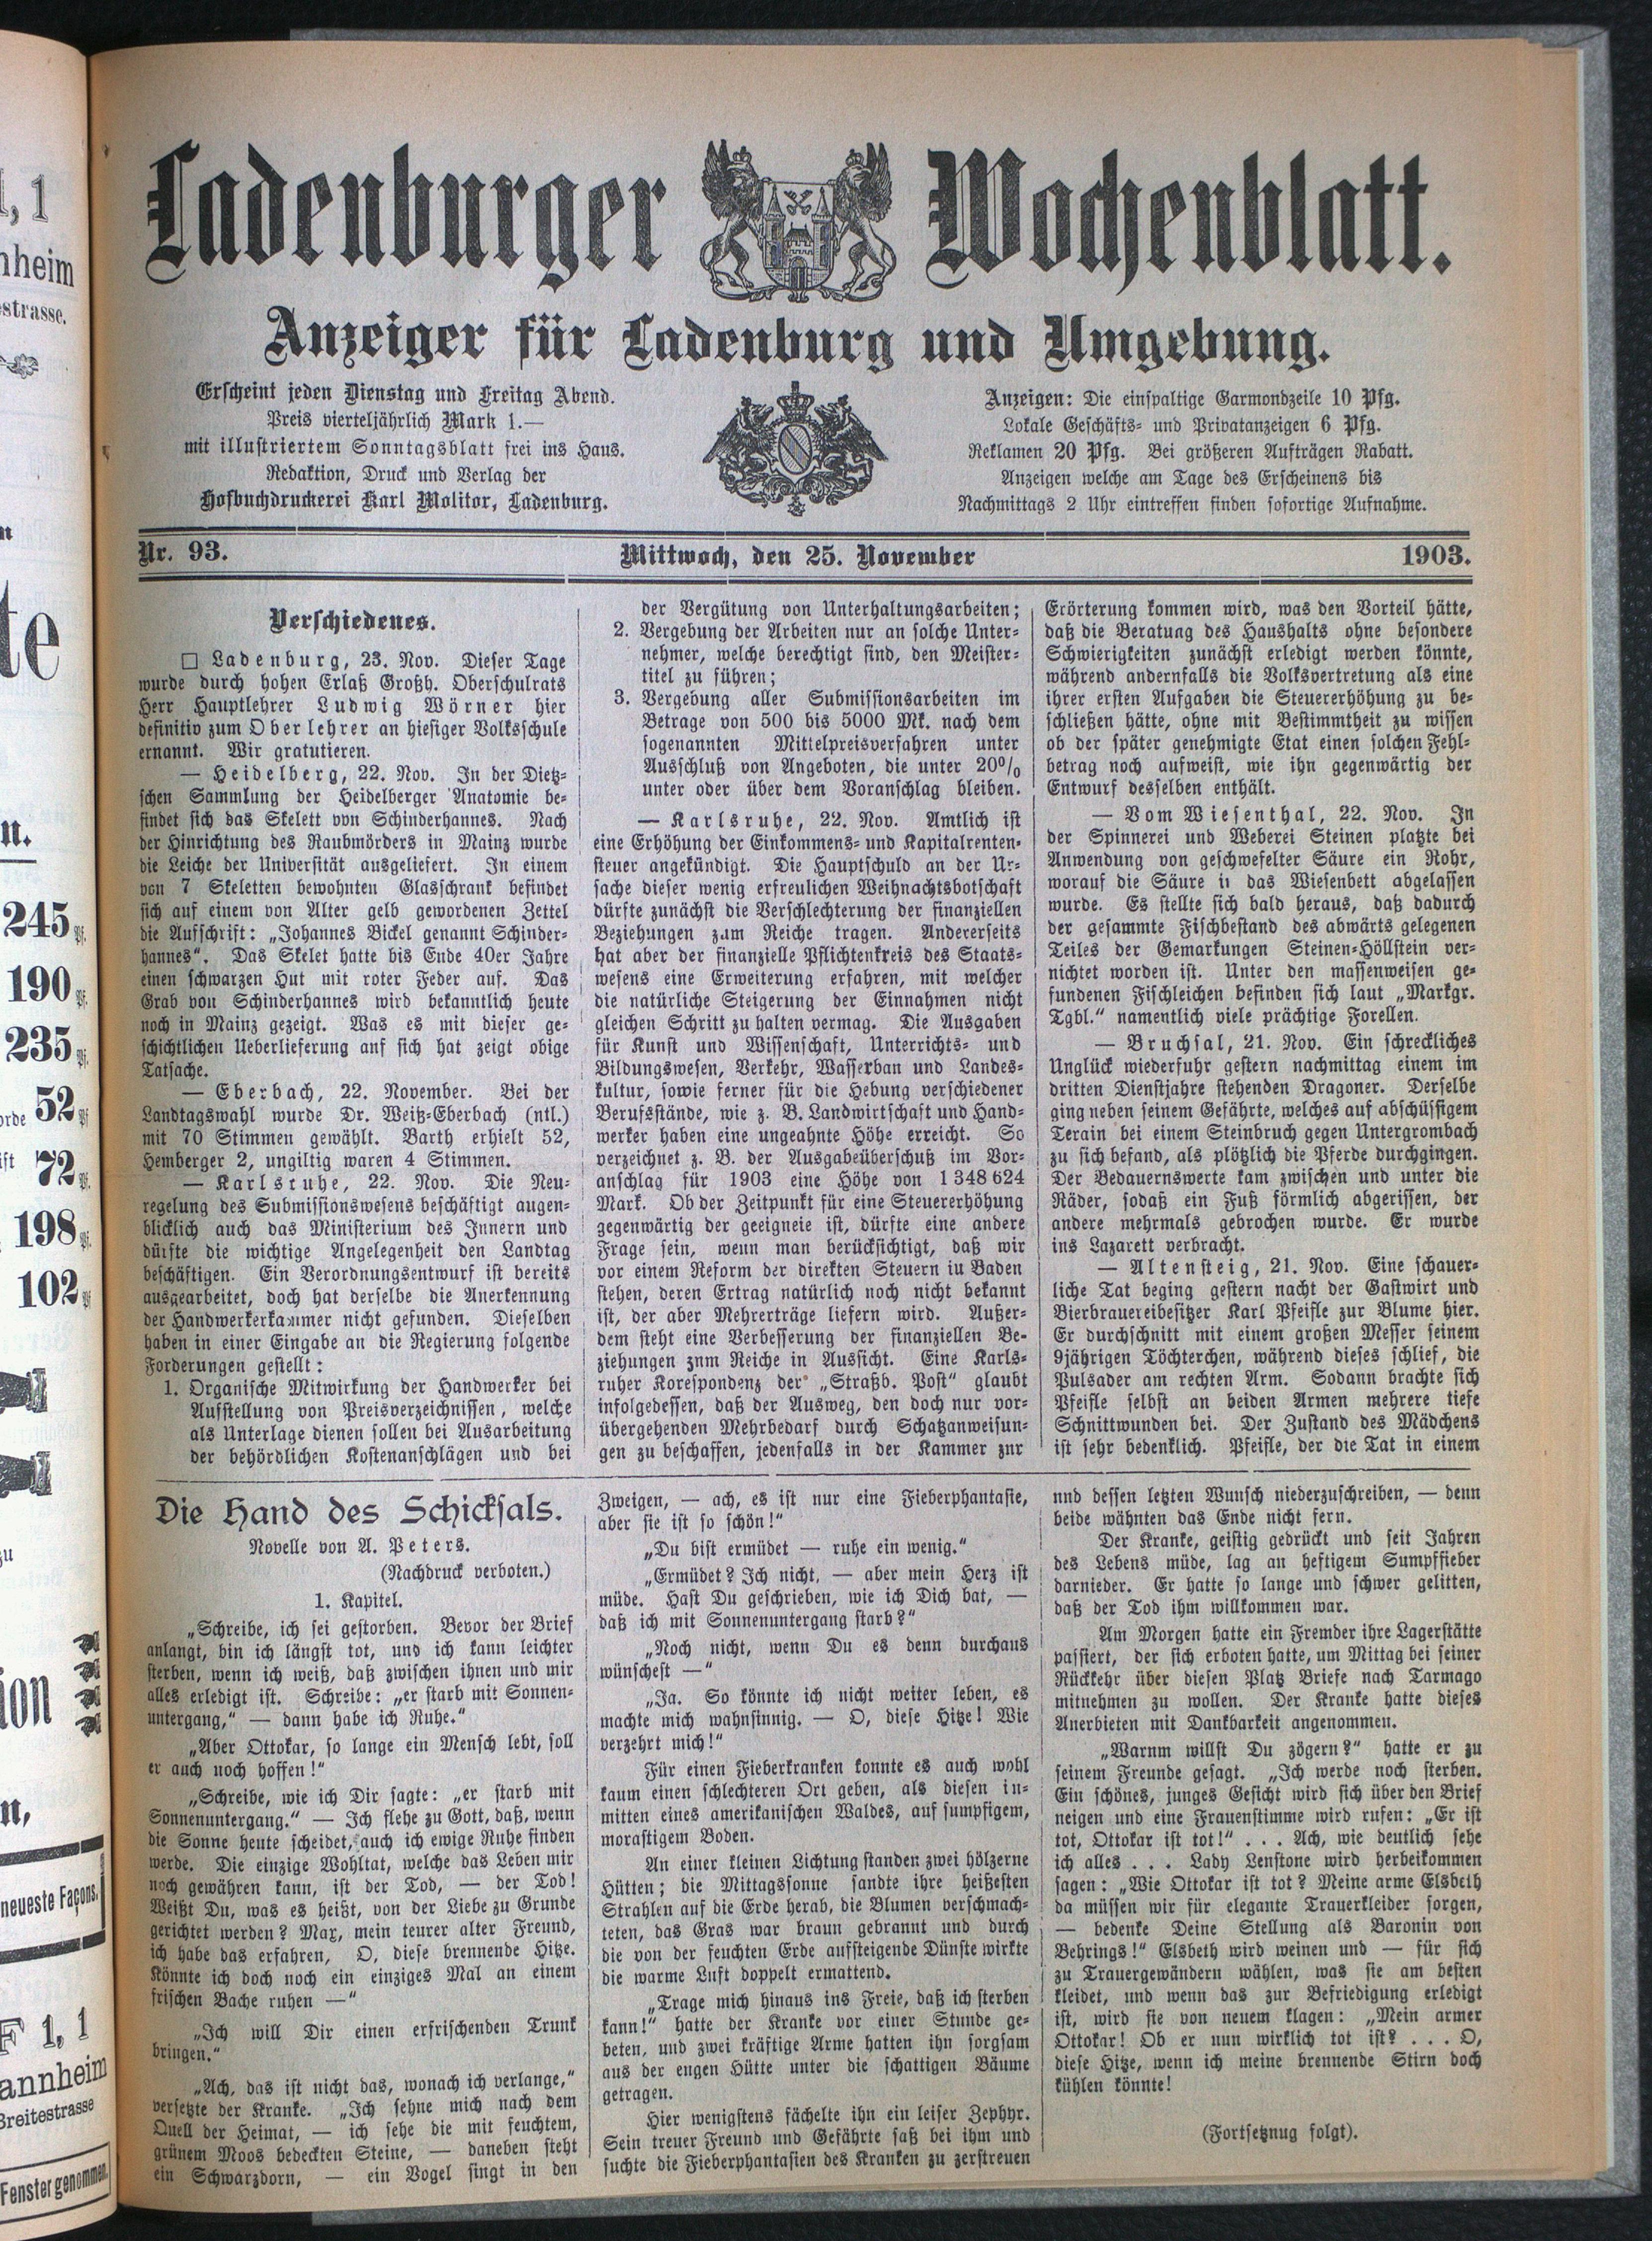 Ladenburger Wochenblatt.
Anzeiger für Ladenburg und Umgebung.
Erscheint jeden Dienstag und Freitag Abend.
Preis vierteljährlich Mark 1.—
mit illustriertem Sonntagsblatt frei ins Haus.
Redaktion, Druck und Verlag der
Hofbuchdruckerei Karl Molitor, Ladenburg.
Anzeigen: Die einspaltige Garmondzeile 10 Pfg.
Lokale Geschäfts- und Privatanzeigen 6 Pfg.
Reklamen 20 Pfg. Bei größeren Aufträgen Rabatt.
Anzeigen welche am Tage des Erscheinens bis
Nachmittags 2 Uhr eintreffen finden sofortige Aufnahme.
Nr. 93.
Mittwoch, den 25. November
1903.
Verschiedenes.
□ Ladenburg, 23. Nov. Dieser Tage
wurde durch hohen Erlaß Großh. Oberschulrats
Herr Hauptlehrer Ludwig Wörner hier
definitiv zum Oberlehrer an hiesiger Volksschule
ernannt. Wir gratutieren.
— Heidelberg, 22. Nov. In der Dietz-
schen Sammlung der Heidelberger Anatomie be-
findet sich das Skelett von Schinderhannes. Nach
der Hinrichtung des Raubmörders in Mainz wurde
die Leiche der Universität ausgeliefert. In einem
von 7 Skeletten bewohnten Glasschrank befindet
sich auf einem von Alter gelb gewordenen Zettel
die Aufschrift: „Johannes Bickel genannt Schinder-
hannes“. Das Skelet hatte bis Ende 40er Jahre
einen schwarzen Hut mit roter Feder auf. Das
Grab von Schinderhannes wird bekanntlich heute
noch in Mainz gezeigt. Was es mit dieser ge-
schichtlichen Ueberlieferung auf sich hat zeigt obige
Tatsache.
— Eberbach, 22. November. Bei der
Landtagswahl wurde Dr. Weiß-Eberbach (ntl.)
mit 70 Stimmen gewählt. Barth erhielt 52,
Hemberger 2, ungiltig waren 4 Stimmen.
— Karlsruhe, 22. Nov. Die Neu-
regelung des Submissionswesens beschäftigt augen-
blicklich auch das Ministerium des Innern und
dürfte die wichtige Angelegenheit den Landtag
beschäftigen. Ein Verordnungsentwurf ist bereits
ausgearbeitet, doch hat derselbe die Anerkennung
der Handwerkerkammer nicht gefunden. Dieselben
haben in einer Eingabe an die Regierung folgende
Forderungen gestellt:
1. Organische Mitwirkung der Handwerker bei
Aufstellung von Preisverzeichnissen, welche
als Unterlage dienen sollen bei Ausarbeitung
der behördlichen Kostenanschlägen und bei
der Vergütung von Unterhaltungsarbeiten;
2. Vergebung der Arbeiten nur an solche Unter-
nehmer, welche berechtigt sind, den Meister-
titel zu führen;
3. Vergebung aller Submissionsarbeiten im
Betrage von 500 bis 5000 Mk. nach dem
sogenannten Mittelpreisverfahren unter
Ausschluß von Angeboten, die unter 20%
unter oder über dem Voranschlag bleiben.
— Karlsruhe, 22. Nov. Amtlich ist
eine Erhöhung der Einkommens- und Kapitalrenten-
steuer angekündigt. Die Hauptschuld an der Ur-
sache dieser wenig erfreulichen Weihnachtsbotschaft
dürfte zunächst die Verschlechterung der finanziellen
Beziehungen zum Reiche tragen. Andererseits
hat aber der finanzielle Pflichtenkreis des Staats-
wesens eine Erweiterung erfahren, mit welcher
die natürliche Steigerung der Einnahmen nicht
gleichen Schritt zu halten vermag. Die Ausgaben
für Kunst und Wissenschaft, Unterrichts- und
Bildungswesen, Verkehr, Wasserban und Landes-
kultur, sowie ferner für die Hebung verschiedener
Berufsstände, wie z. B. Landwirtschaft und Hand-
werker haben eine ungeahnte Höhe erreicht. So
verzeichnet z. B. der Ausgabeüberschuß im Vor-
anschlag für 1903 eine Höhe von 1 348 624
Mark. Ob der Zeitpunkt für eine Steuererhöhung
gegenwärtig der geeigneie ist, dürfte eine andere
Frage sein, wenn man berücksichtigt, daß wir
vor einem Reform der direkten Steuern iu Baden
stehen, deren Ertrag natürlich noch nicht bekannt
ist, der aber Mehrerträge liefern wird. Außer-
dem steht eine Verbesserung der finanziellen Be-
ziehungen znm Reiche in Aussicht. Eine Karls-
ruher Korespondenz der „Straßb. Post“ glaubt
infolgedessen, daß der Ausweg, den doch nur vor-
übergehenden Mehrbedarf durch Schatzanweisun-
gen zu beschaffen, jedenfalls in der Kammer zur
Erörterung kommen wird, was den Vorteil hätte,
daß die Beratung des Haushalts ohne besondere
Schwierigkeiten zunächst erledigt werden könnte,
während andernfalls die Volksvertretung als eine
ihrer ersten Aufgaben die Steuererhöhung zu be-
schließen hätte, ohne mit Bestimmtheit zu wissen
ob der später genehmigte Etat einen solchen Fehl-
betrag noch aufweist, wie ihn gegenwärtig der
Entwurf desselben enthält.
— Vom Wiesenthal, 22. Nov. In
der Spinnerei und Weberei Steinen platzte bei
Anwendung von geschwefelter Säure ein Rohr,
worauf die Säure in das Wiesenbett abgelassen
wurde. Es stellte sich bald heraus, daß dadurch
der gesammte Fischbestand des abwärts gelegenen
Teiles der Gemarkungen Steinen-Höllstein ver-
nichtet worden ist. Unter den massenweisen ge-
fundenen Fischleichen befinden sich laut „Markgr.
Tgbl.“ namentlich viele prächtige Forellen.
— Bruchsal, 21. Nov. Ein schreckliches
Unglück wiederfuhr gestern nachmittag einem im
dritten Dienstjahre stehenden Dragoner. Derselbe
ging neben seinem Gefährte, welches auf abschüssigem
Terain bei einem Steinbruch gegen Untergrombach
zu sich befand, als plötzlich die Pferde durchgingen.
Der Bedauernswerte kam zwischen und unter die
Räder, sodaß ein Fuß förmlich abgerissen, der
andere mehrmals gebrochen wurde. Er wurde
ins Lazarett verbracht.
— Altensteig, 21. Nov. Eine schauer-
liche Tat beging gestern nacht der Gastwirt und
Bierbrauereibesitzer Karl Pfeifle zur Blume hier.
Er durchschnitt mit einem großen Messer seinem
9jährigen Töchterchen, während dieses schlief, die
Pulsader am rechten Arm. Sodann brachte sich
Pfeifle selbst an beiden Armen mehrere tiefe
Schnittwunden bei. Der Zustand des Mädchens
ist sehr bedenklich. Pfeifle, der die Tat in einem
Die Hand des Schicksals.
Novelle von A. Peters.
(Nachdruck verboten.)
1. Kapitel.
„Schreibe, ich sei gestorben. Bevor der Brief
anlangt, bin ich längst tot, und ich kann leichter
sterben, wenn ich weiß, daß zwischen ihnen und mir
alles erledigt ist. Schreibe: „er starb mit Sonnen-
untergang,“ — dann habe ich Ruhe.“
„Aber Ottokar, so lange ein Mensch lebt, soll
er auch noch hoffen!“
„Schreibe, wie ich Dir sagte: „er starb mit
Sonnenuntergang.“ — Ich flehe zu Gott, daß, wenn
die Sonne heute scheidet, auch ich ewige Ruhe finden
werde. Die einzige Wohltat, welche das Leben mir
noch gewähren kann, ist der Tod, — der Tod!
Weißt Du, was es heißt, von der Liebe zu Grunde
gerichtet werden? Max, mein teurer alter Freund,
ich habe das erfahren, O, diese brennende Hitze.
Könnte ich doch noch ein einziges Mal an einem
frischen Bache ruhen —“
„Ich will Dir einen erfrischenden Trunk
bringen.“
„Ach, das ist nicht das, wonach ich verlange,“
versetzte der Kranke. „Ich sehne mich nach dem
Quell der Heimat, — ich sehe die mit feuchtem,
grünem Moos bedeckten Steine, — daneben steht
ein Schwarzdorn, — ein Vogel singt in den
Zweigen, — ach, es ist nur eine Fieberphantasie,
aber sie ist so schön!“
„Du bist ermüdet — ruhe ein wenig.“
„Ermüdet? Ich nicht, — aber mein Herz ist
müde. Hast Du geschrieben, wie ich Dich bat, —
daß ich mit Sonnenuntergang starb?“
„Noch nicht, wenn Du es denn durchaus
wünschest —“
„Ja. So könnte ich nicht weiter leben, es
machte mich wahnsinnig. — O, diese Hitze! Wie
verzehrt mich!“
Für einen Fieberkranken konnte es auch wohl
kaum einen schlechteren Ort geben, als diesen in-
mitten eines amerikanischen Waldes, auf sumpfigem,
morastigem Boden.
An einer kleinen Lichtung standen zwei hölzerne
Hütten; die Mittagssonne sandte ihre heißesten
Strahlen auf die Erde herab, die Blumen verschmach-
teten, das Gras war braun gebrannt und durch
die von der feuchten Erde aufsteigende Dünste wirkte
die warme Luft doppelt ermattend.
„Trage mich hinaus ins Freie, daß ich sterben
kann!“ hatte der Kranke vor einer Stunde ge-
beten, und zwei kräftige Arme hatten ihn sorgsam
aus der engen Hütte unter die schattigen Bäume
getragen.
Hier wenigstens fächelte ihn ein leiser Zephyr.
Sein treuer Freund und Gefährte saß bei ihm und
suchte die Fieberphantasien des Kranken zu zerstreuen
nnd dessen letzten Wunsch niederzuschreiben, — denn
beide wähnten das Ende nicht fern.
Der Kranke, geistig gedrückt und seit Jahren
des Lebens müde, lag an heftigem Sumpffieber
darnieder. Er hatte so lange und schwer gelitten,
daß der Tod ihm willkommen war.
Am Morgen hatte ein Fremder ihre Lagerstätte
passiert, der sich erboten hatte, um Mittag bei seiner
Rückkehr über diesen Platz Briefe nach Tarmago
mitnehmen zu wollen. Der Kranke hatte dieses
Anerbieten mit Dankbarkeit angenommen.
„Warnm willst Du zögern?“ hatte er zu
seinem Freunde gesagt. „Ich werde noch sterben.
Ein schönes, junges Gesicht wird sich über den Brief
neigen und eine Frauenstimme wird rufen: „Er ist
tot, Ottokar ist tot!“ . . . Ach, wie deutlich sehe
ich alles . . . Lady Lenstone wird herbeikommen
sagen: „Wie Ottokar ist tot? Meine arme Elsbeth
da müssen wir für elegante Trauerkleider sorgen,
— bedenke Deine Stellung als Baronin von
Behrings!“ Elsbeth wird weinen und — für sich
zu Trauergewändern wählen, was sie am besten
kleidet, und wenn das zur Befriedigung erledigt
ist, wird sie von neuem klagen: „Mein armer
Ottokar! Ob er nun wirklich tot ist? . . . O,
diese Hitze, wenn ich meine brennende Stirn doch
kühlen könnte!
(Fortsetznug folgt).
1, 1
nheim
estrasse.
te
n.
245
190
235
52
72
198
102
ion
n,
neueste Façons.
F 1, 1
annheim
Breitestrasse
Fenster genommen.